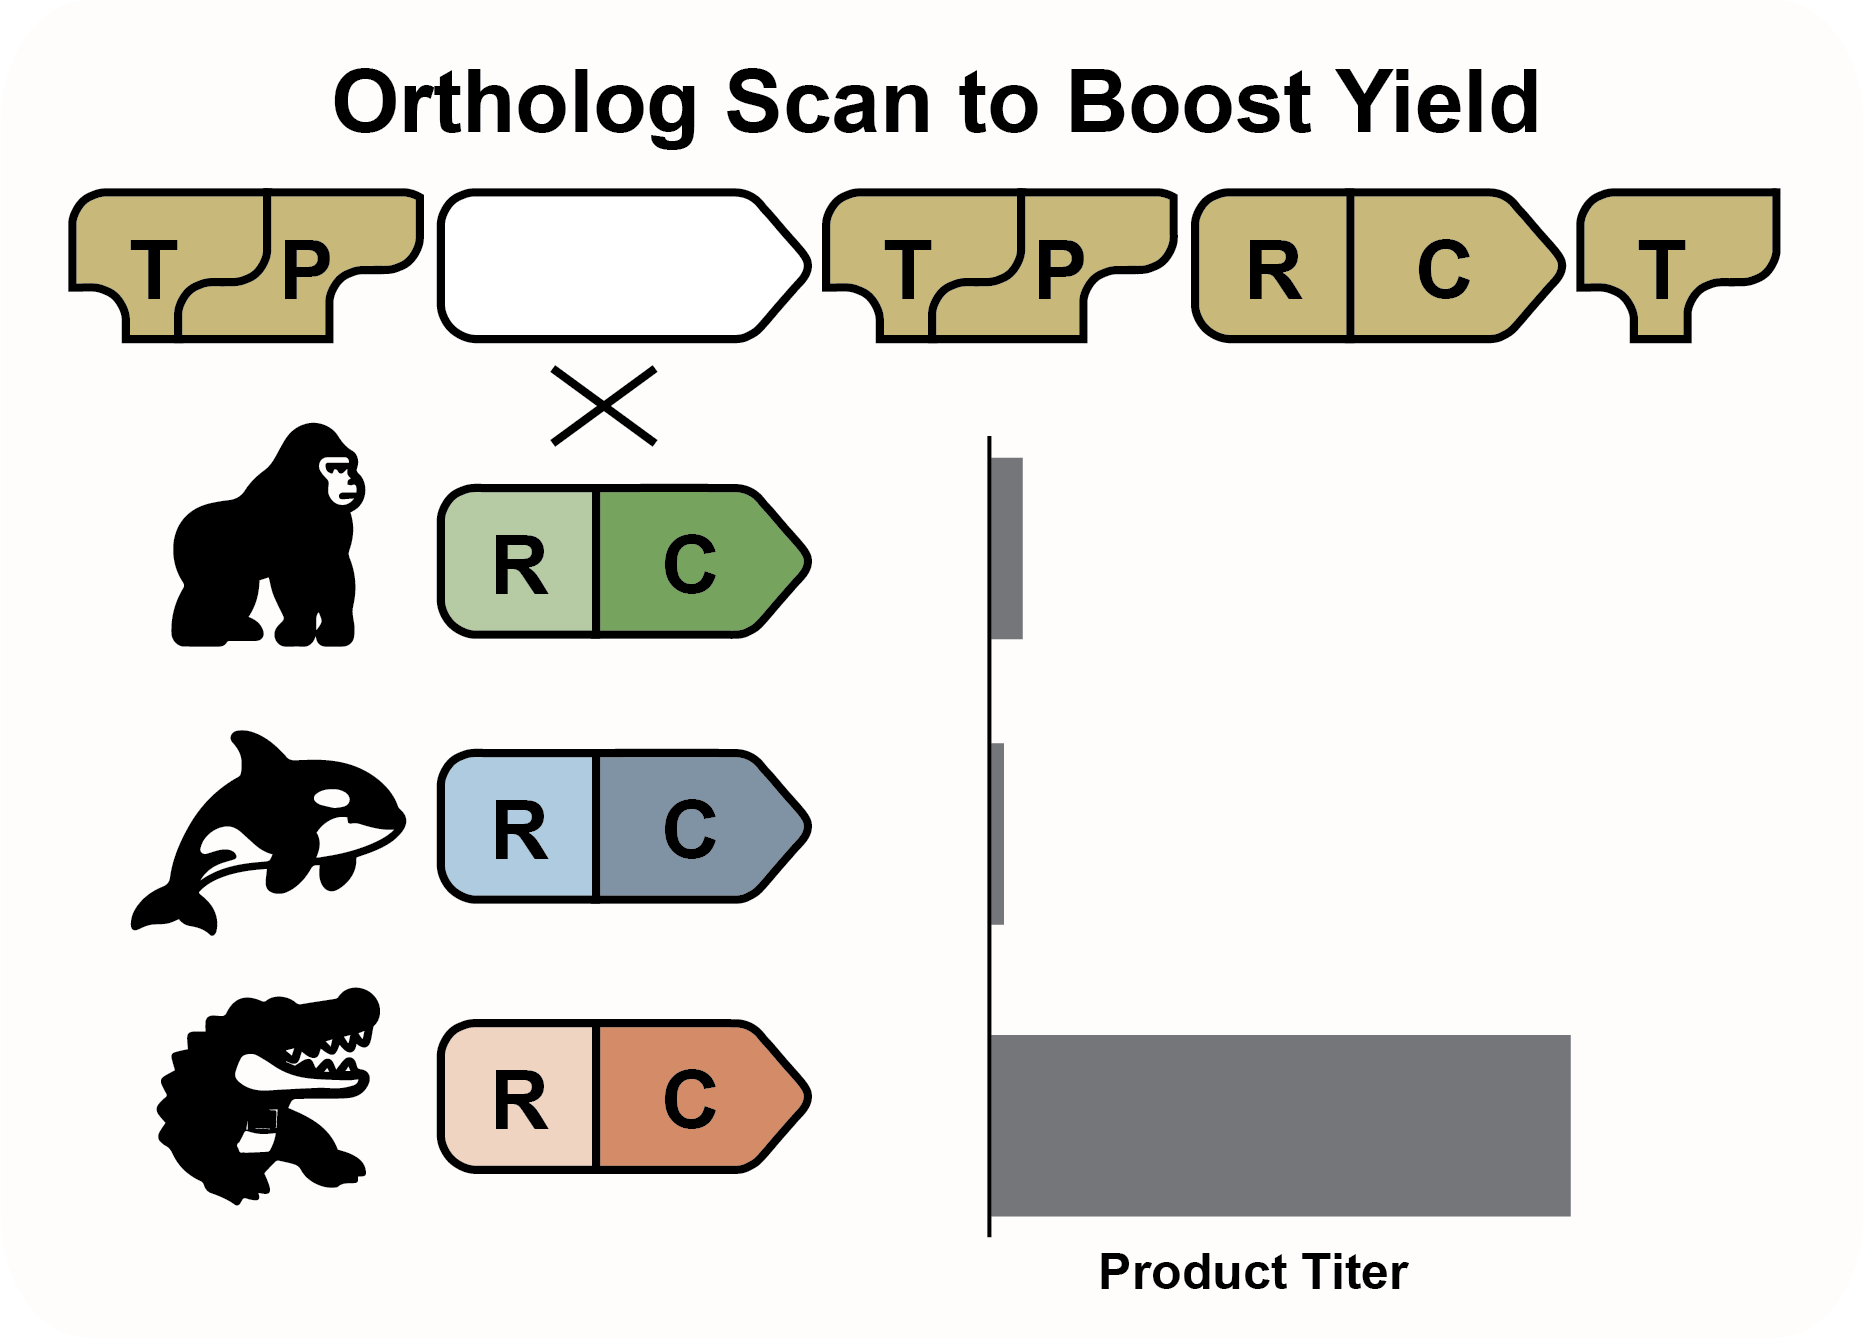 Ortholog Scan to Boost Yield
T P T P R C T
R C
R C
R C
Product Titer